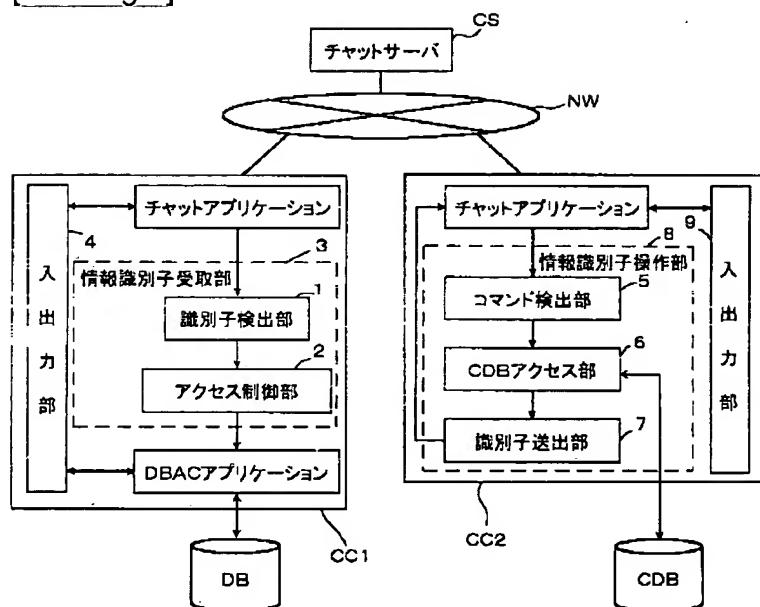 CS
チャットサーバ
NW
チャットアプリケーション
4
入出力部
3
情報識別子受取部
1
識別子検出部
2
アクセス制御部
DBACアプリケーション
CC1
DB
チャットアプリケーション
9
入出力部
8
情報識別子操作部
5
コマンド検出部
6
CDBアクセス部
7
識別子送出部
CC2
CDB